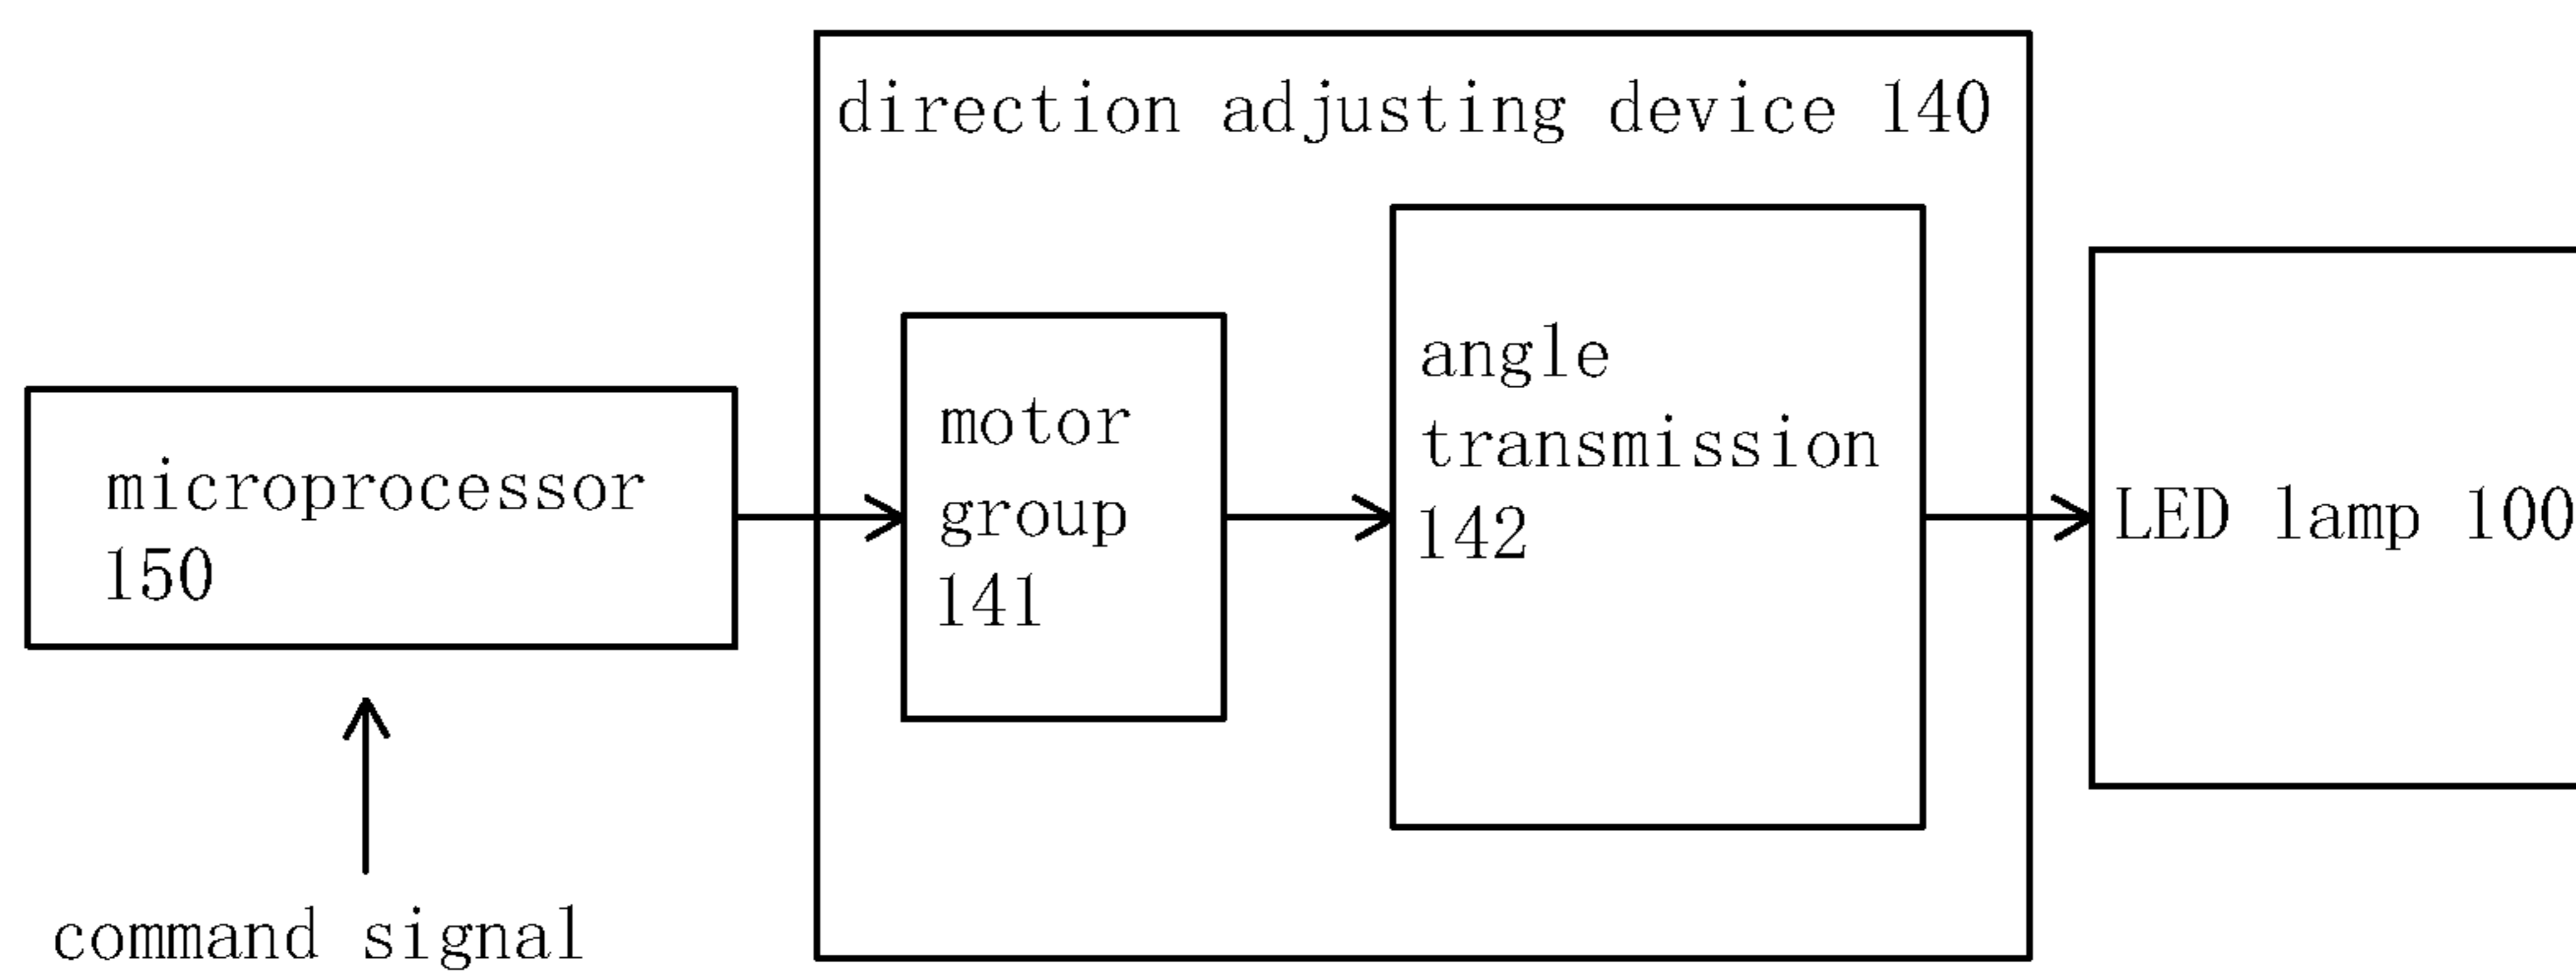 direction adjusting device 140
microprocessor
150
motor
group
141
angle
transmission
142
LED lamp 100
command signal